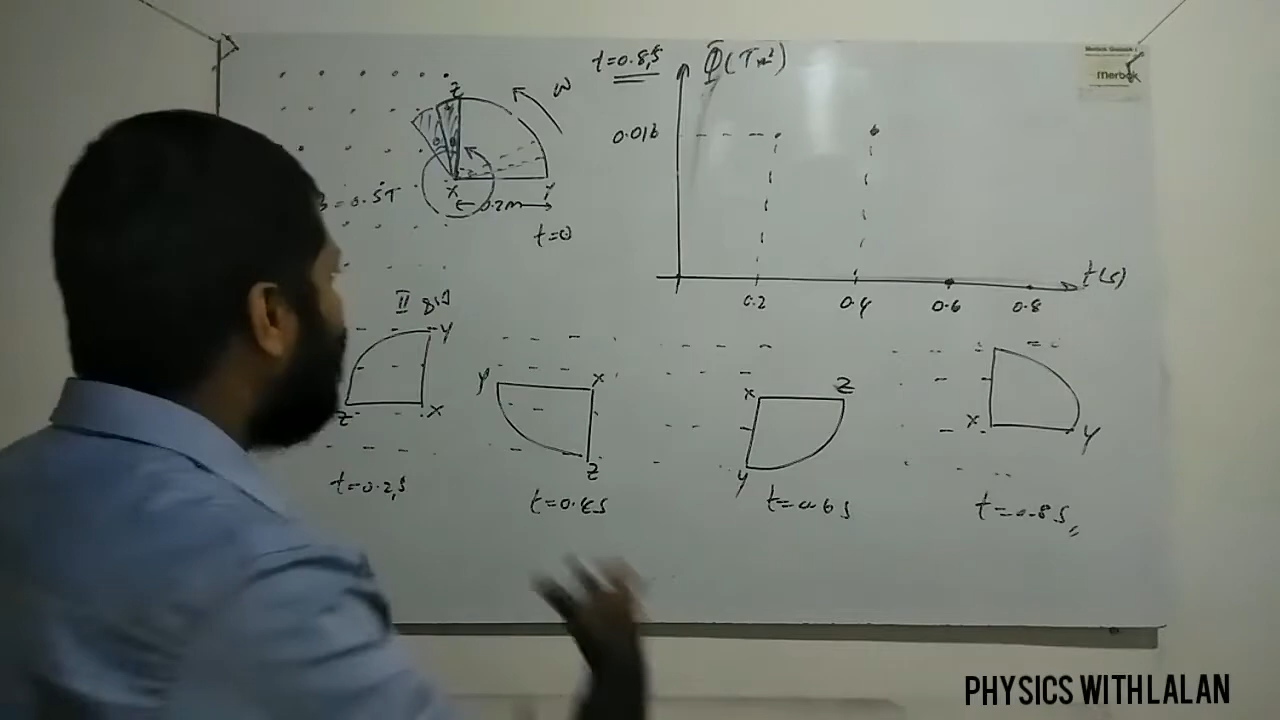 t=0.8s
Φ(Tm²)
Z
ω
0.016
X
Y
B=0.5T
0.2m
t=0
t(s)
0.2
0.4
0.6
0.8
II
Y
Z
X
t=0.2s
Y
X
Z
t=0.4s
X
Z
Y
t=0.6s
X
Y
t=0.8s
Merbok
PHYSICS WITH LALAN